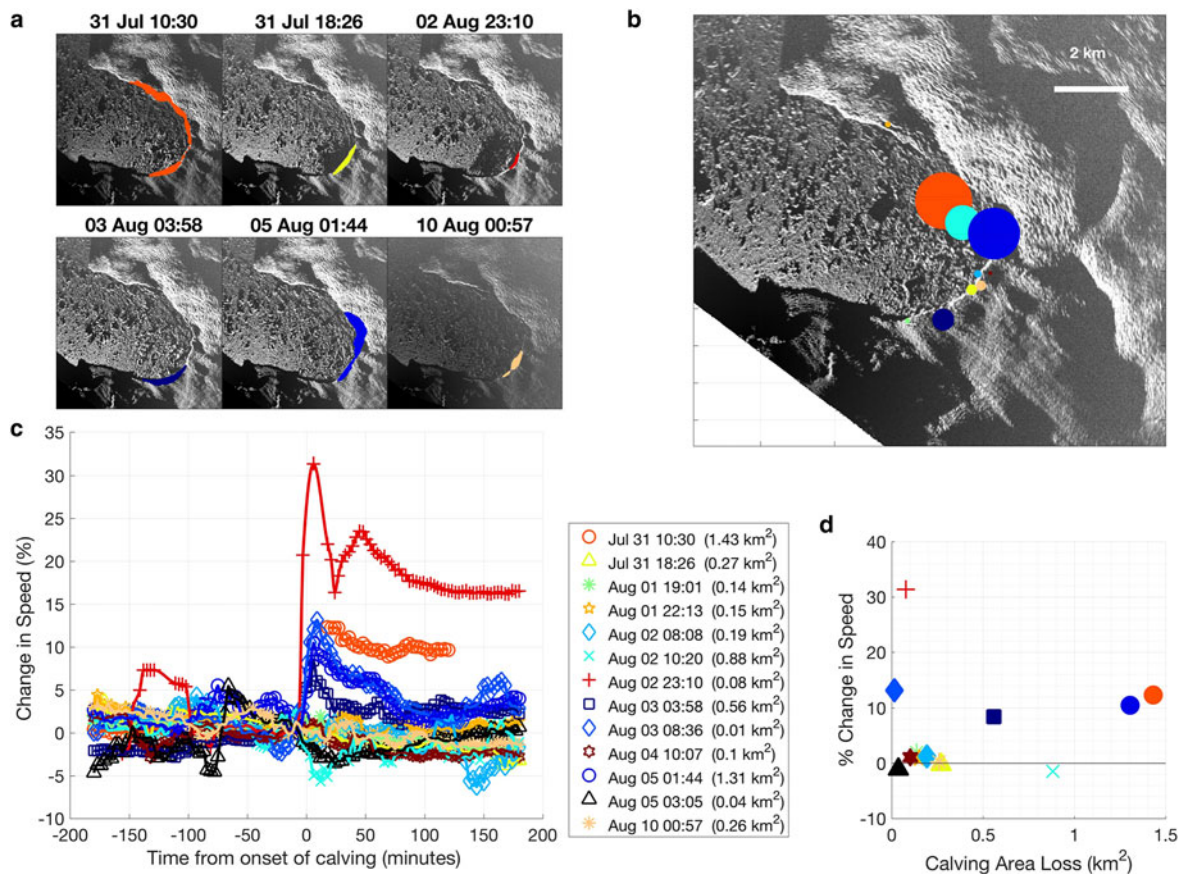 a
31 Jul 10:30
31 Jul 18:26
02 Aug 23:10
03 Aug 03:58
05 Aug 01:44
10 Aug 00:57
b
2 km
c
Change in Speed (%)
35
30
25
20
15
10
5
0
-5
-10
-200
-150
-100
-50
0
50
100
150
200
Time from onset of calving (minutes)
Jul 31 10:30 (1.43 km²)
Jul 31 18:26 (0.27 km²)
Aug 01 19:01 (0.14 km²)
Aug 01 22:13 (0.15 km²)
Aug 02 08:08 (0.19 km²)
Aug 02 10:20 (0.88 km²)
Aug 02 23:10 (0.08 km²)
Aug 03 03:58 (0.56 km²)
Aug 03 08:36 (0.01 km²)
Aug 04 10:07 (0.1 km²)
Aug 05 01:44 (1.31 km²)
Aug 05 03:05 (0.04 km²)
Aug 10 00:57 (0.26 km²)
d
% Change in Speed
40
30
20
10
0
-10
0
0.5
1
1.5
Calving Area Loss (km²)